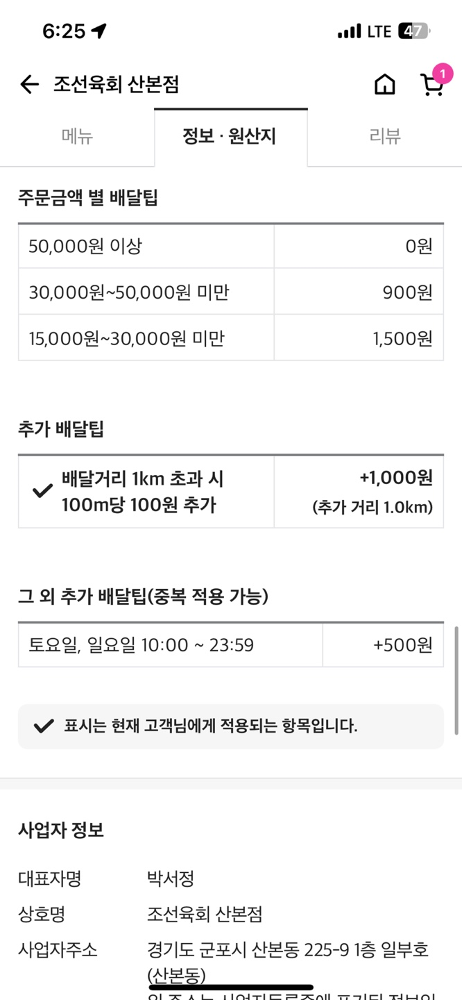 6:25
LTE 47
조선육회 산본점
1
메뉴
정보 · 원산지
리뷰
주문금액 별 배달팁
50,000원 이상 0원
30,000원~50,000원 미만 900원
15,000원~30,000원 미만 1,500원
추가 배달팁
배달거리 1km 초과 시 +1,000원
100m당 100원 추가 (추가 거리 1.0km)
그 외 추가 배달팁(중복 적용 가능)
토요일, 일요일 10:00 ~ 23:59 +500원
표시는 현재 고객님에게 적용되는 항목입니다.
사업자 정보
대표자명 박서정
상호명 조선육회 산본점
사업자주소 경기도 군포시 산본동 225-9 1층 일부호
(산본동)